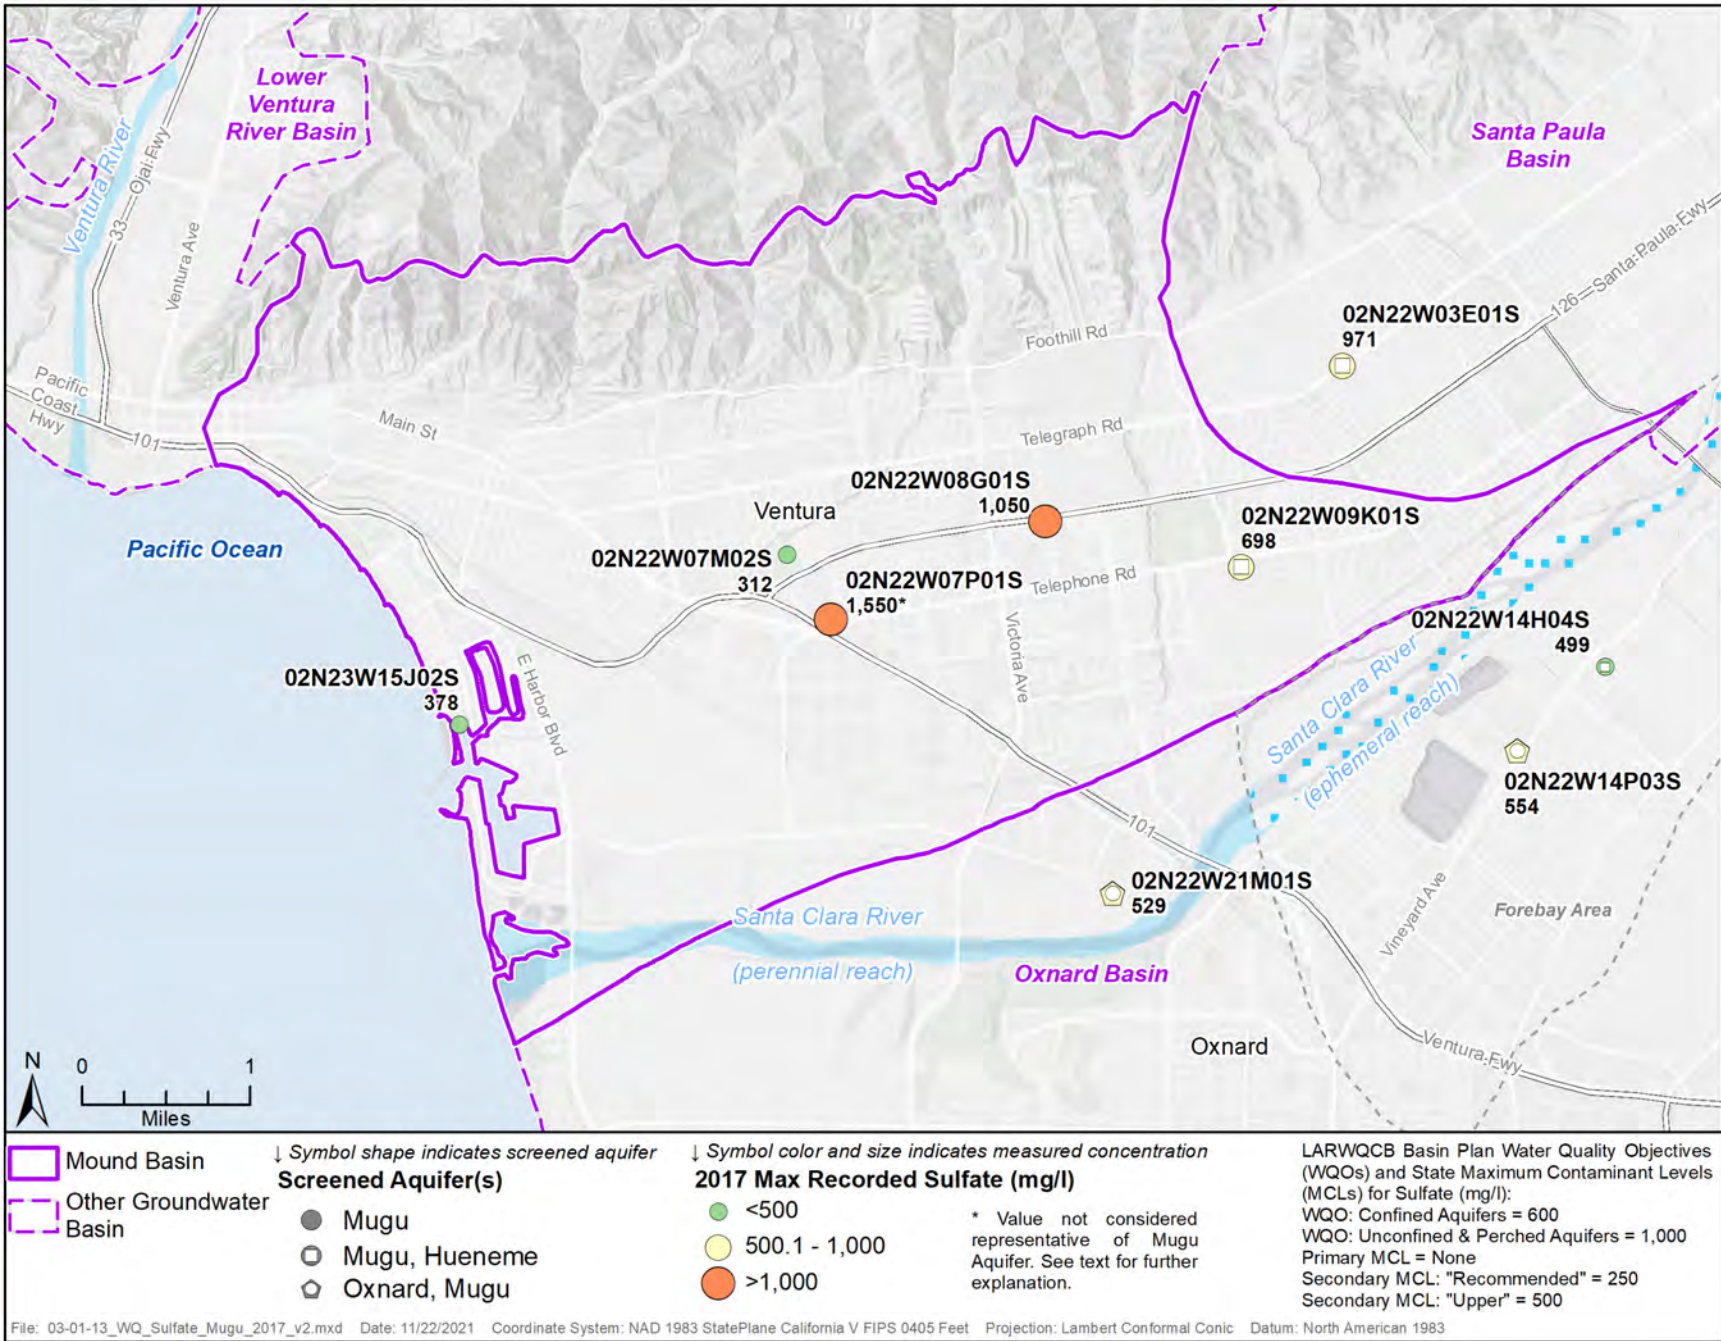 Lower
Ventura
River Basin
Santa Paula
Basin
Ventura River
33
Ojai Fwy
Ventura Ave
126
Santa Paula Fwy
02N22W03E01S
971
Foothill Rd
Pacific
Coast
Hwy
101
Main St
Telegraph Rd
02N22W08G01S
1,050
Ventura
02N22W09K01S
698
Pacific Ocean
02N22W07M02S
312
02N22W07P01S
1,550*
Telephone Rd
Victoria Ave
02N22W14H04S
499
02N23W15J02S
378
E Harbor Blvd
Santa Clara River
(ephemeral reach)
02N22W14P03S
554
101
02N22W21M01S
529
Santa Clara River
(perennial reach)
Vineyard Ave
Forebay Area
Oxnard Basin
Oxnard
Ventura Fwy
N
0 1
Miles
Mound Basin
Other Groundwater
Basin
↓ Symbol shape indicates screened aquifer
Screened Aquifer(s)
Mugu
Mugu, Hueneme
Oxnard, Mugu
↓ Symbol color and size indicates measured concentration
2017 Max Recorded Sulfate (mg/l)
<500
500.1 - 1,000
>1,000
* Value not considered
representative of Mugu
Aquifer. See text for further
explanation.
LARWQCB Basin Plan Water Quality Objectives
(WQOs) and State Maximum Contaminant Levels
(MCLs) for Sulfate (mg/l):
WQO: Confined Aquifers = 600
WQO: Unconfined & Perched Aquifers = 1,000
Primary MCL = None
Secondary MCL: "Recommended" = 250
Secondary MCL: "Upper" = 500
File: 03-01-13_WQ_Sulfate_Mugu_2017_v2.mxd Date: 11/22/2021 Coordinate System: NAD 1983 StatePlane California V FIPS 0405 Feet Projection: Lambert Conformal Conic Datum: North American 1983